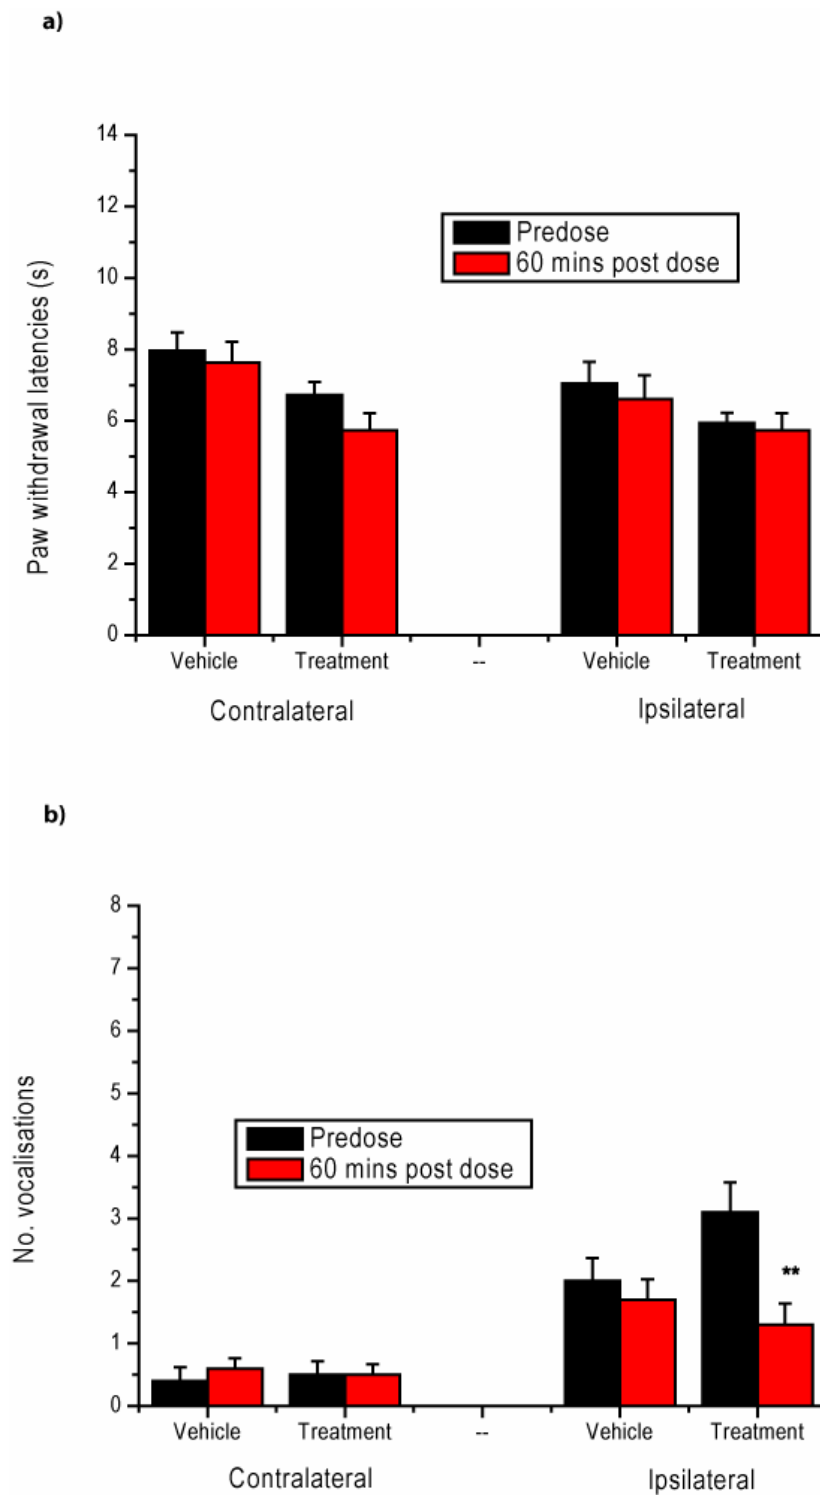 a)
14
12
10
8
6
4
2
0
Paw withdrawal latencies (s)
Predose
60 mins post dose
Vehicle Treatment -- Vehicle Treatment
Contralateral Ipsilateral
b)
8
7
6
5
4
3
2
1
0
No. vocalisations
Predose
60 mins post dose
**
Vehicle Treatment -- Vehicle Treatment
Contralateral Ipsilateral